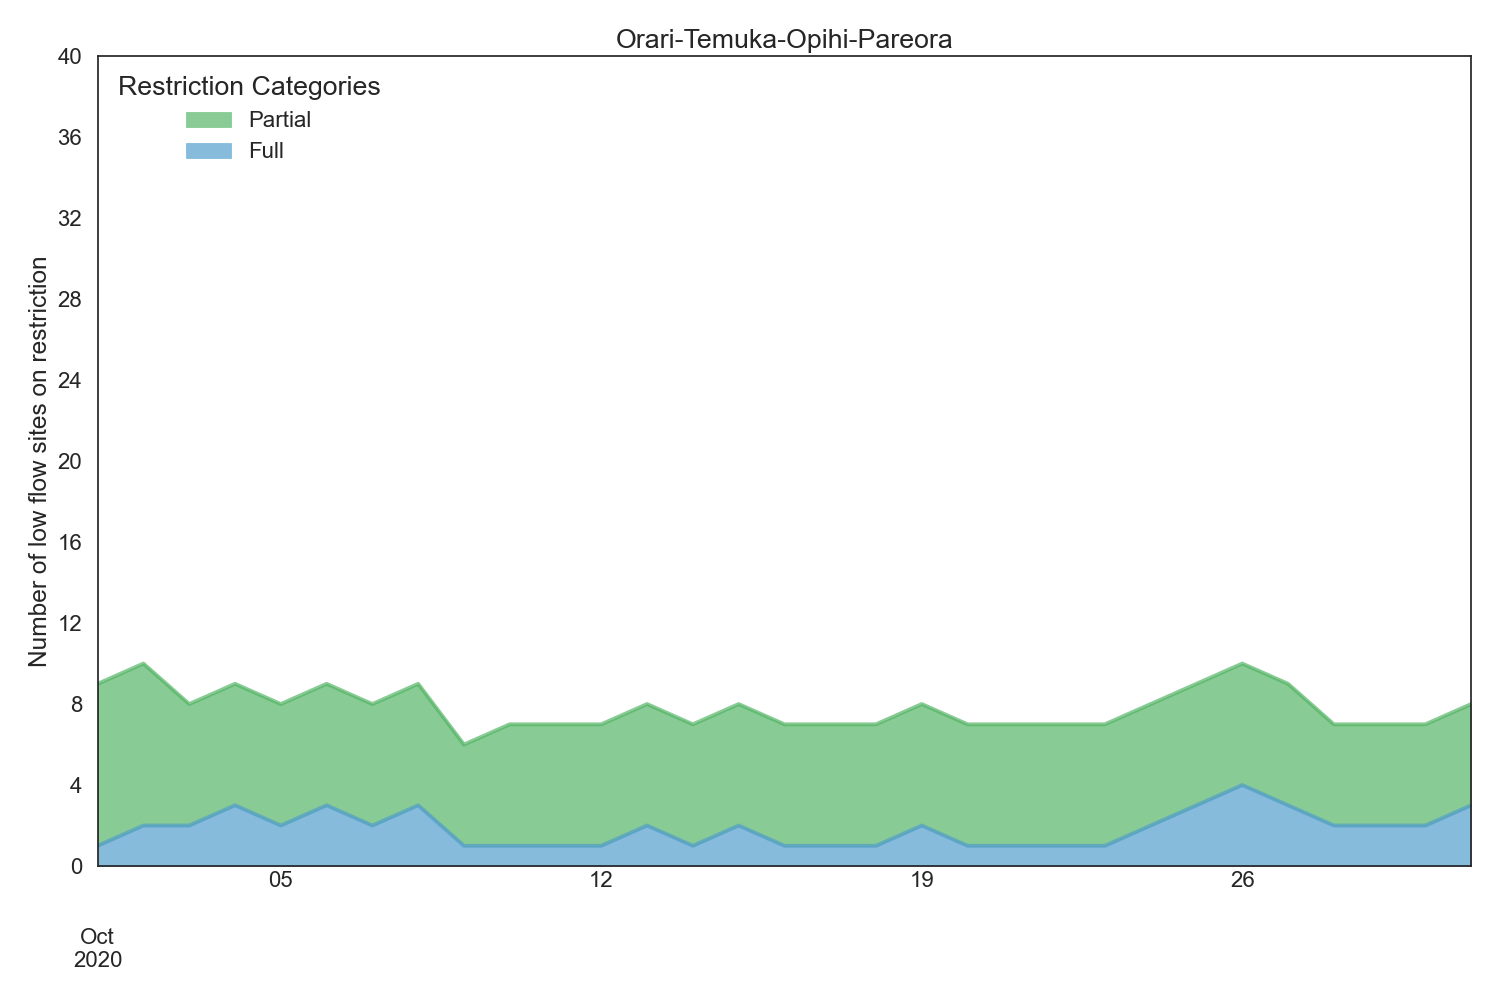 Orari-Temuka-Opihi-Pareora
40
Restriction Categories
Partial
36
Full
32
28
24
20
16
12
8
4
0
Number of low flow sites on restriction
05
12
19
26
Oct
2020